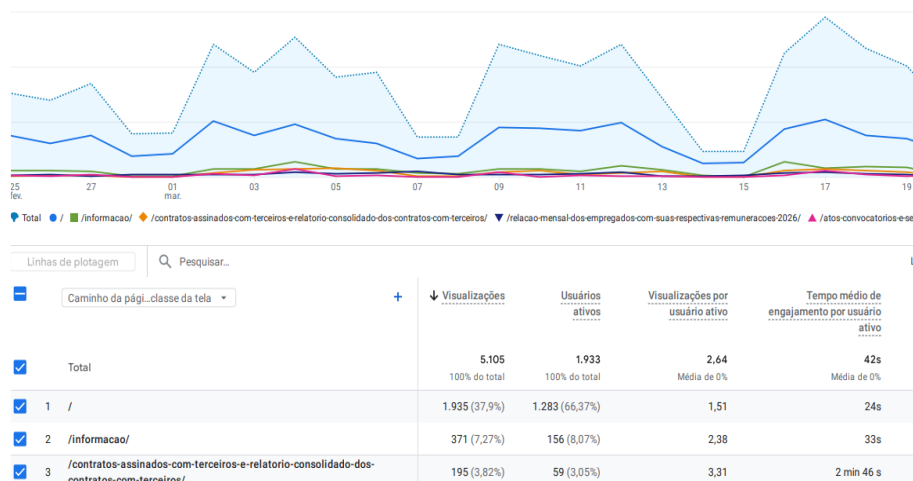 25 27 01 03 05 07 09 11 13 15 17 19
fev. mar.
Total / /informacao/ /contratos-assinados-com-terceiros-e-relatorio-consolidado-dos-contratos-com-terceiros/ /relacao-mensal-dos-empregados-com-suas-respectivas-remuneracoes-2026/ /atos-convocatorios-e-se
Linhas de plotagem Pesquisar... L
Caminho da pági...classe da tela + Visualizações Usuários Visualizações por Tempo médio de
ativos usuário ativo engajamento por usuário
ativo
Total 5.105 1.933 2,64 42s
100% do total 100% do total Média de 0% Média de 0%
1 / 1.935 (37,9%) 1.283 (66,37%) 1,51 24s
2 /informacao/ 371 (7,27%) 156 (8,07%) 2,38 33s
3 /contratos-assinados-com-terceiros-e-relatorio-consolidado-dos- 195 (3,82%) 59 (3,05%) 3,31 2 min 46 s
contratos-com-terceiros/